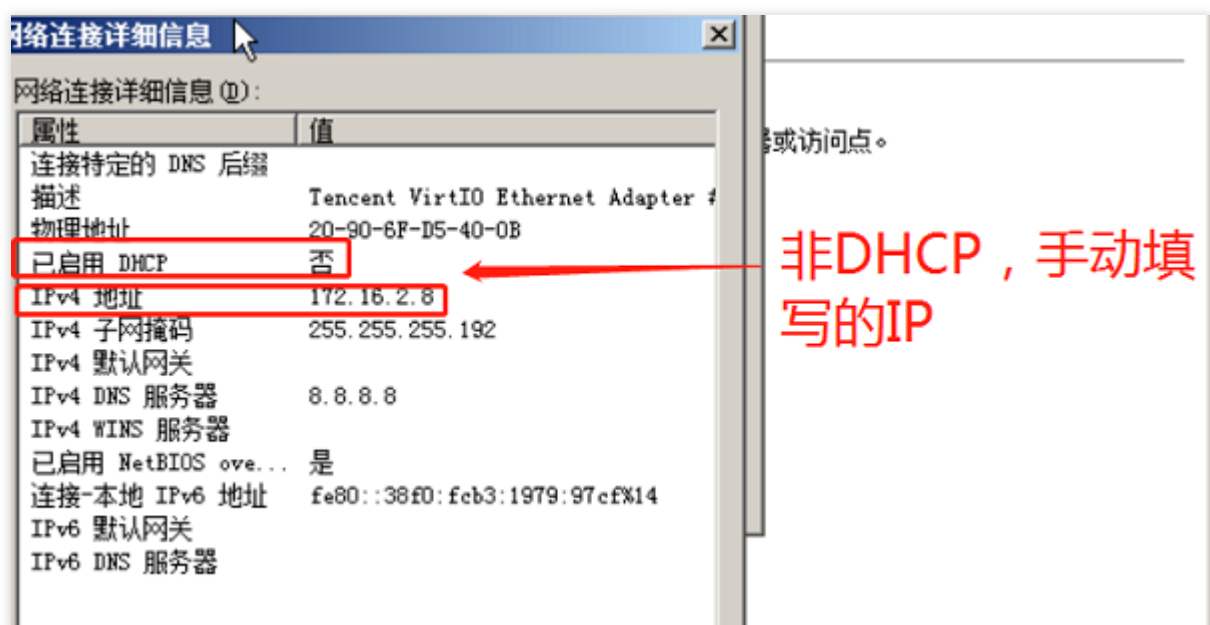 网络连接详细信息
网络连接详细信息(D):
属性 值
连接特定的 DNS 后缀
描述 Tencent VirtIO Ethernet Adapter #
物理地址 20-90-6F-D5-40-0B
已启用 DHCP 否
IPv4 地址 172.16.2.8
IPv4 子网掩码 255.255.255.192
IPv4 默认网关
IPv4 DNS 服务器 8.8.8.8
IPv4 WINS 服务器
已启用 NetBIOS ove... 是
连接-本地 IPv6 地址 fe80::38f0:fcb3:1979:97cf%14
IPv6 默认网关
IPv6 DNS 服务器
器或访问点。
非DHCP，手动填
写的IP